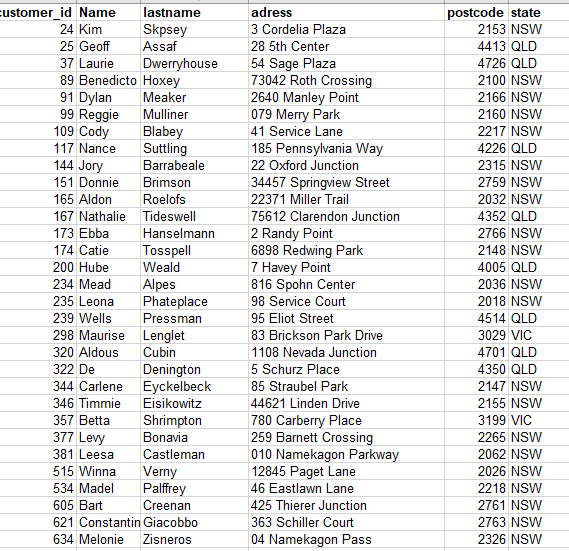 customer_id Name lastname adress postcode state
24 Kim Skpsey 3 Cordelia Plaza 2153 NSW
25 Geoff Assaf 28 5th Center 4413 QLD
37 Laurie Dwerryhouse 54 Sage Plaza 4726 QLD
89 Benedicto Hoxey 73042 Roth Crossing 2100 NSW
91 Dylan Meaker 2640 Manley Point 2166 NSW
99 Reggie Mulliner 079 Merry Park 2160 NSW
109 Cody Blabey 41 Service Lane 2217 NSW
117 Nance Suttling 185 Pennsylvania Way 4226 QLD
144 Jory Barrabeale 22 Oxford Junction 2315 NSW
151 Donnie Brimson 34457 Springview Street 2759 NSW
165 Aldon Roelofs 22371 Miller Trail 2032 NSW
167 Nathalie Tideswell 75612 Clarendon Junction 4352 QLD
173 Ebba Hanselmann 2 Randy Point 2766 NSW
174 Catie Tosspell 6898 Redwing Park 2148 NSW
200 Hube Weald 7 Havey Point 4005 QLD
234 Mead Alpes 816 Spohn Center 2036 NSW
235 Leona Phateplace 98 Service Court 2018 NSW
239 Wells Pressman 95 Eliot Street 4514 QLD
298 Maurise Lenglet 83 Brickson Park Drive 3029 VIC
320 Aldous Cubin 1108 Nevada Junction 4701 QLD
322 De Denington 5 Schurz Place 4350 QLD
344 Carlene Eyckelbeck 85 Straubel Park 2147 NSW
346 Timmie Eisikowitz 44621 Linden Drive 2155 NSW
357 Betta Shrimpton 780 Carberry Place 3199 VIC
377 Levy Bonavia 259 Barnett Crossing 2265 NSW
381 Leesa Castleman 010 Namekagon Parkway 2062 NSW
515 Winna Verny 12845 Paget Lane 2026 NSW
534 Madel Palffrey 46 Eastlawn Lane 2218 NSW
605 Bart Creenan 425 Thierer Junction 2761 NSW
621 Constantin Giacobbo 363 Schiller Court 2763 NSW
634 Melonie Zisneros 04 Namekagon Pass 2326 NSW